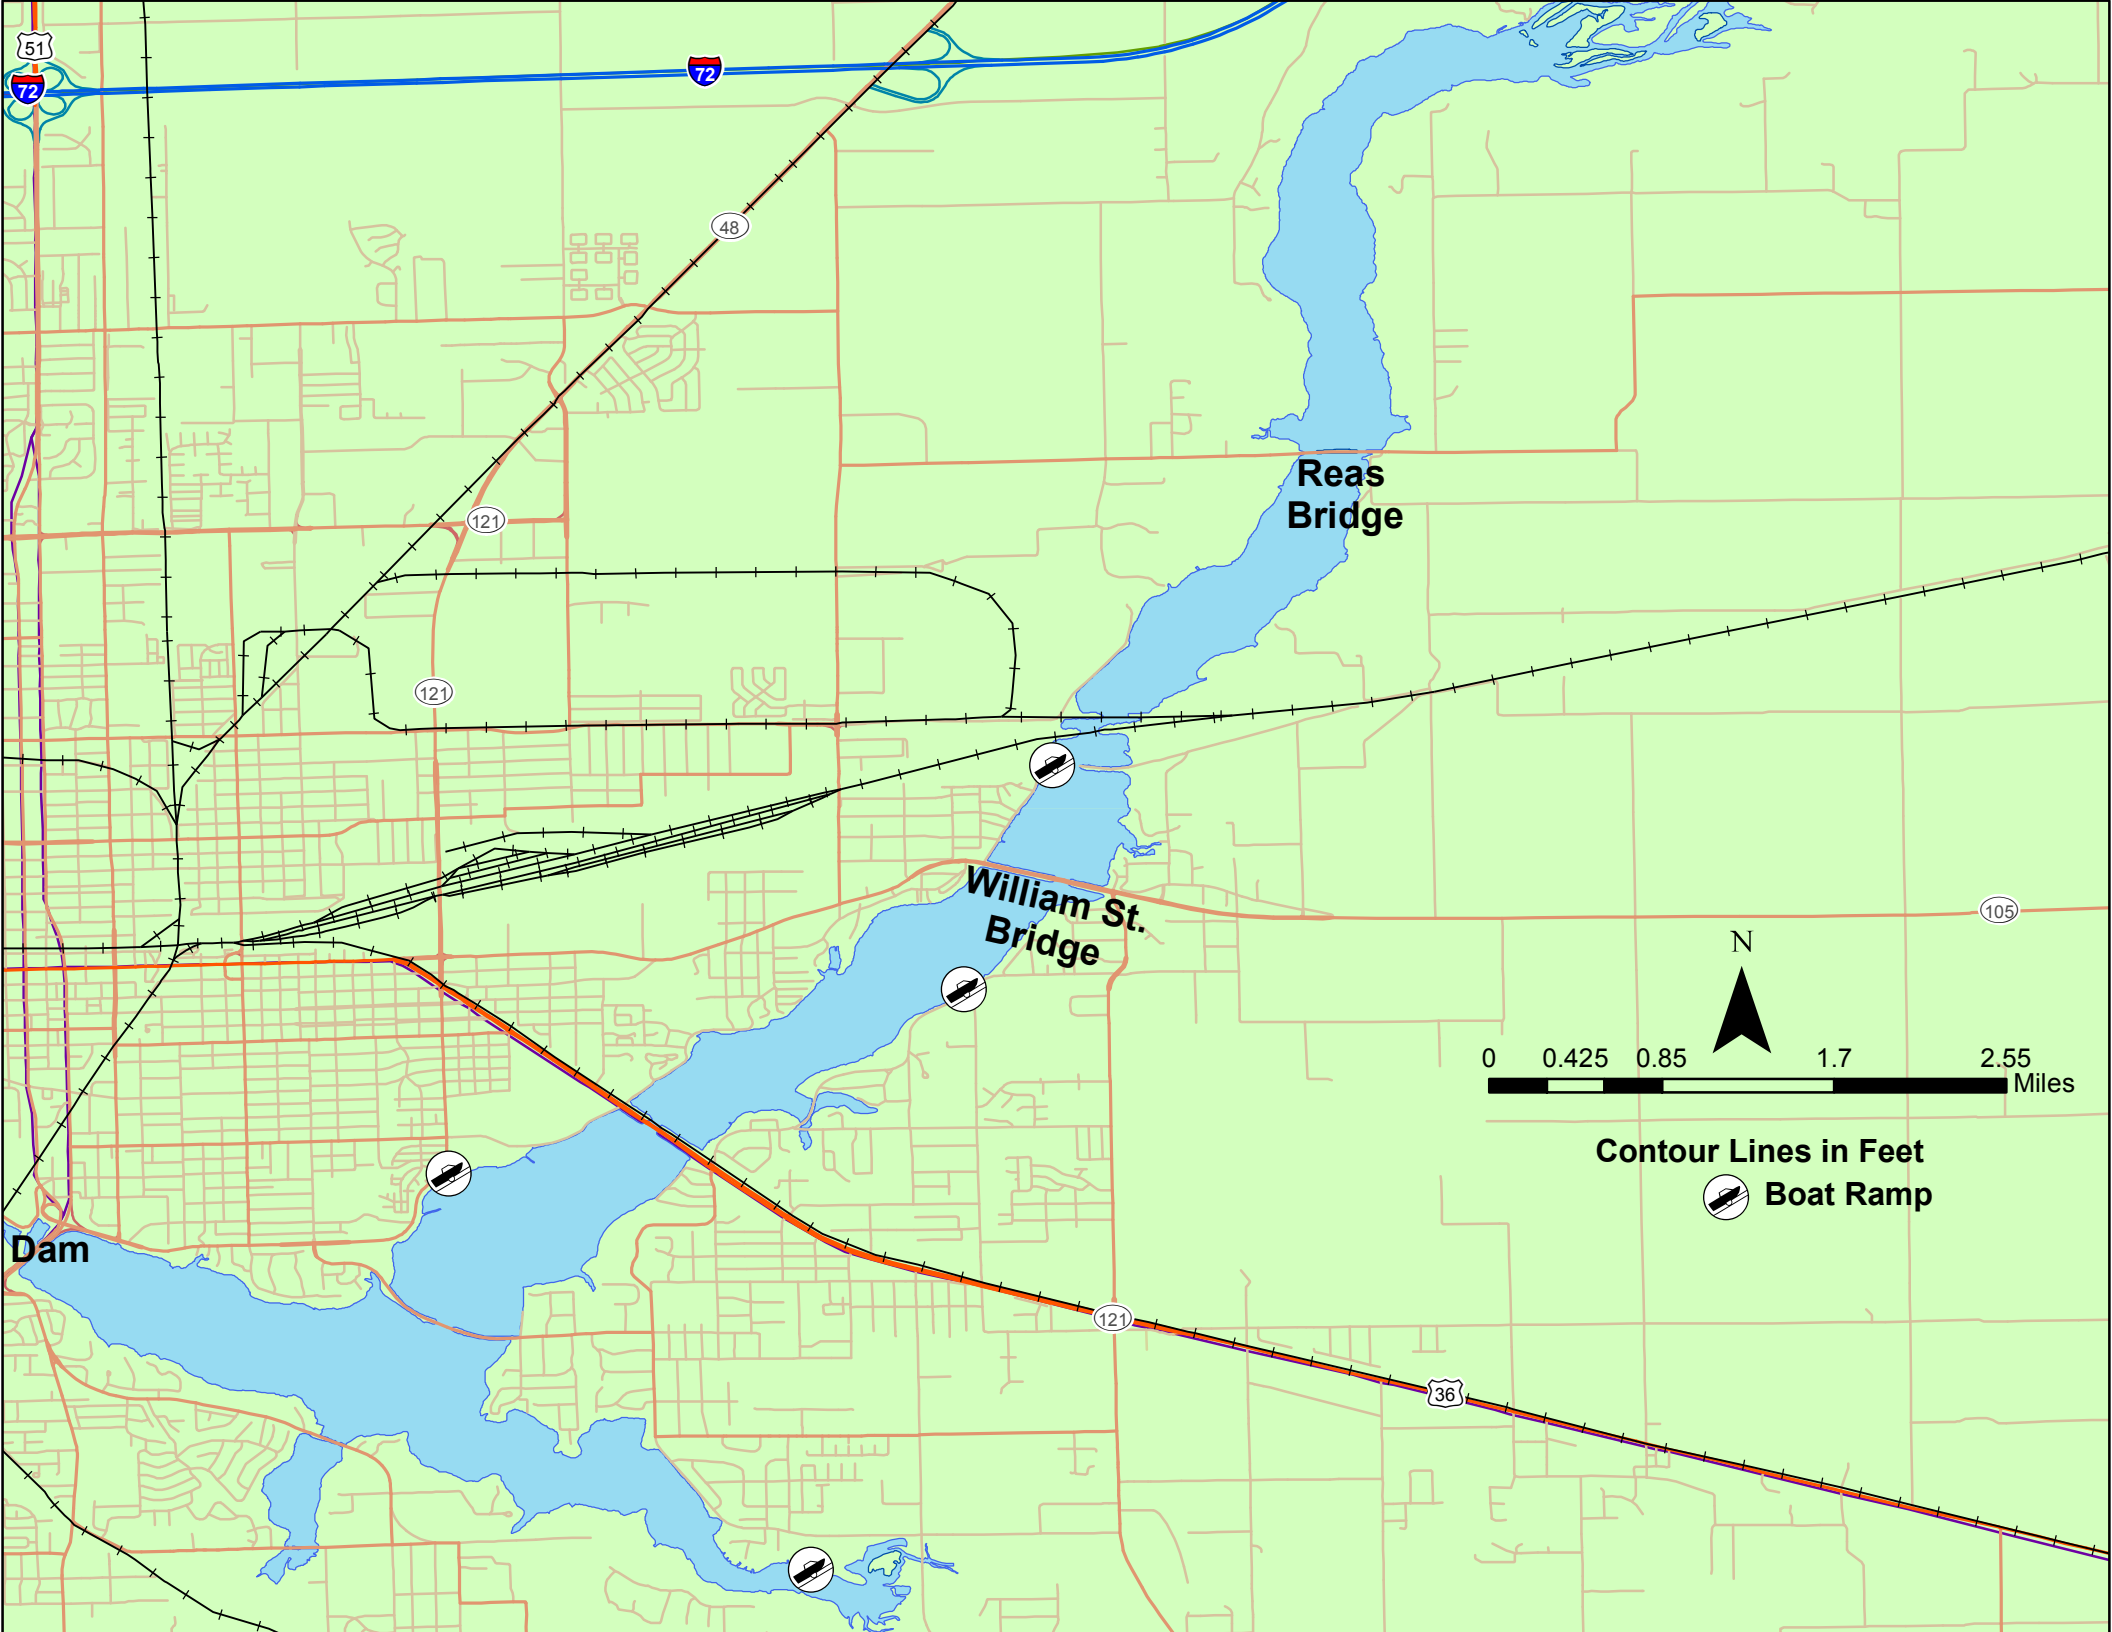 51
72
72
48
Reas
Bridge
121
121
William St.
Bridge
105
N
0 0.425 0.85 1.7 2.55
Miles
Contour Lines in Feet
Boat Ramp
Dam
121
36